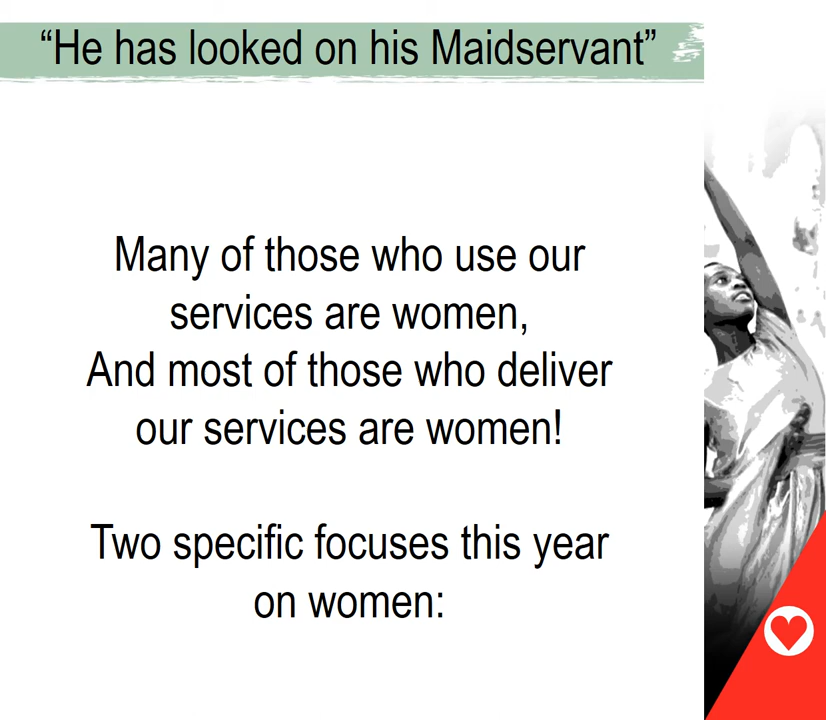 “He has looked on his Maidservant”
Many of those who use our
services are women,
And most of those who deliver
our services are women!
Two specific focuses this year
on women: